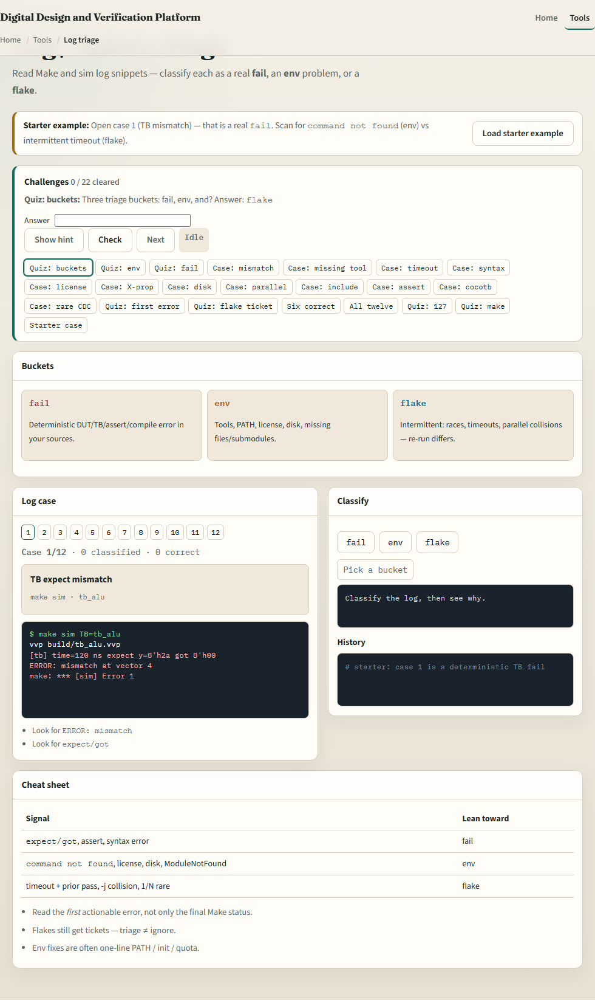 Digital Design and Verification Platform
Home Tools
Home / Tools / Log triage
Read Make and sim log snippets — classify each as a real fail, an env problem, or a
flake.
Starter example: Open case 1 (TB mismatch) — that is a real fail. Scan for command not found (env) vs
intermittent timeout (flake).
Load starter example
Challenges 0 / 22 cleared
Quiz: buckets: Three triage buckets: fail, env, and? Answer: flake
Answer
Show hint Check Next Idle
Quiz: buckets Quiz: env Quiz: fail Case: mismatch Case: missing tool Case: timeout Case: syntax
Case: license Case: X-prop Case: disk Case: parallel Case: include Case: assert Case: cocotb
Case: rare CDC Quiz: first error Quiz: flake ticket Six correct All twelve Quiz: 127 Quiz: make
Starter case
Buckets
fail
Deterministic DUT/TB/assert/compile error in
your sources.
env
Tools, PATH, license, disk, missing
files/submodules.
flake
Intermittent: races, timeouts, parallel collisions
— re-run differs.
Log case
1 2 3 4 5 6 7 8 9 10 11 12
Case 1/12 · 0 classified · 0 correct
TB expect mismatch
make sim · tb_alu
$ make sim TB=tb_alu
vvp build/tb_alu.vvp
[tb] time=120 ns expect y=8'h2a got 8'h00
ERROR: mismatch at vector 4
make: *** [sim] Error 1
Look for ERROR: mismatch
Look for expect/got
Classify
fail env flake
Pick a bucket
Classify the log, then see why.
History
# starter: case 1 is a deterministic TB fail
Cheat sheet
Signal Lean toward
expect/got, assert, syntax error fail
command not found, license, disk, ModuleNotFound env
timeout + prior pass, -j collision, 1/N rare flake
Read the first actionable error, not only the final Make status.
Flakes still get tickets — triage ≠ ignore.
Env fixes are often one-line PATH / init / quota.